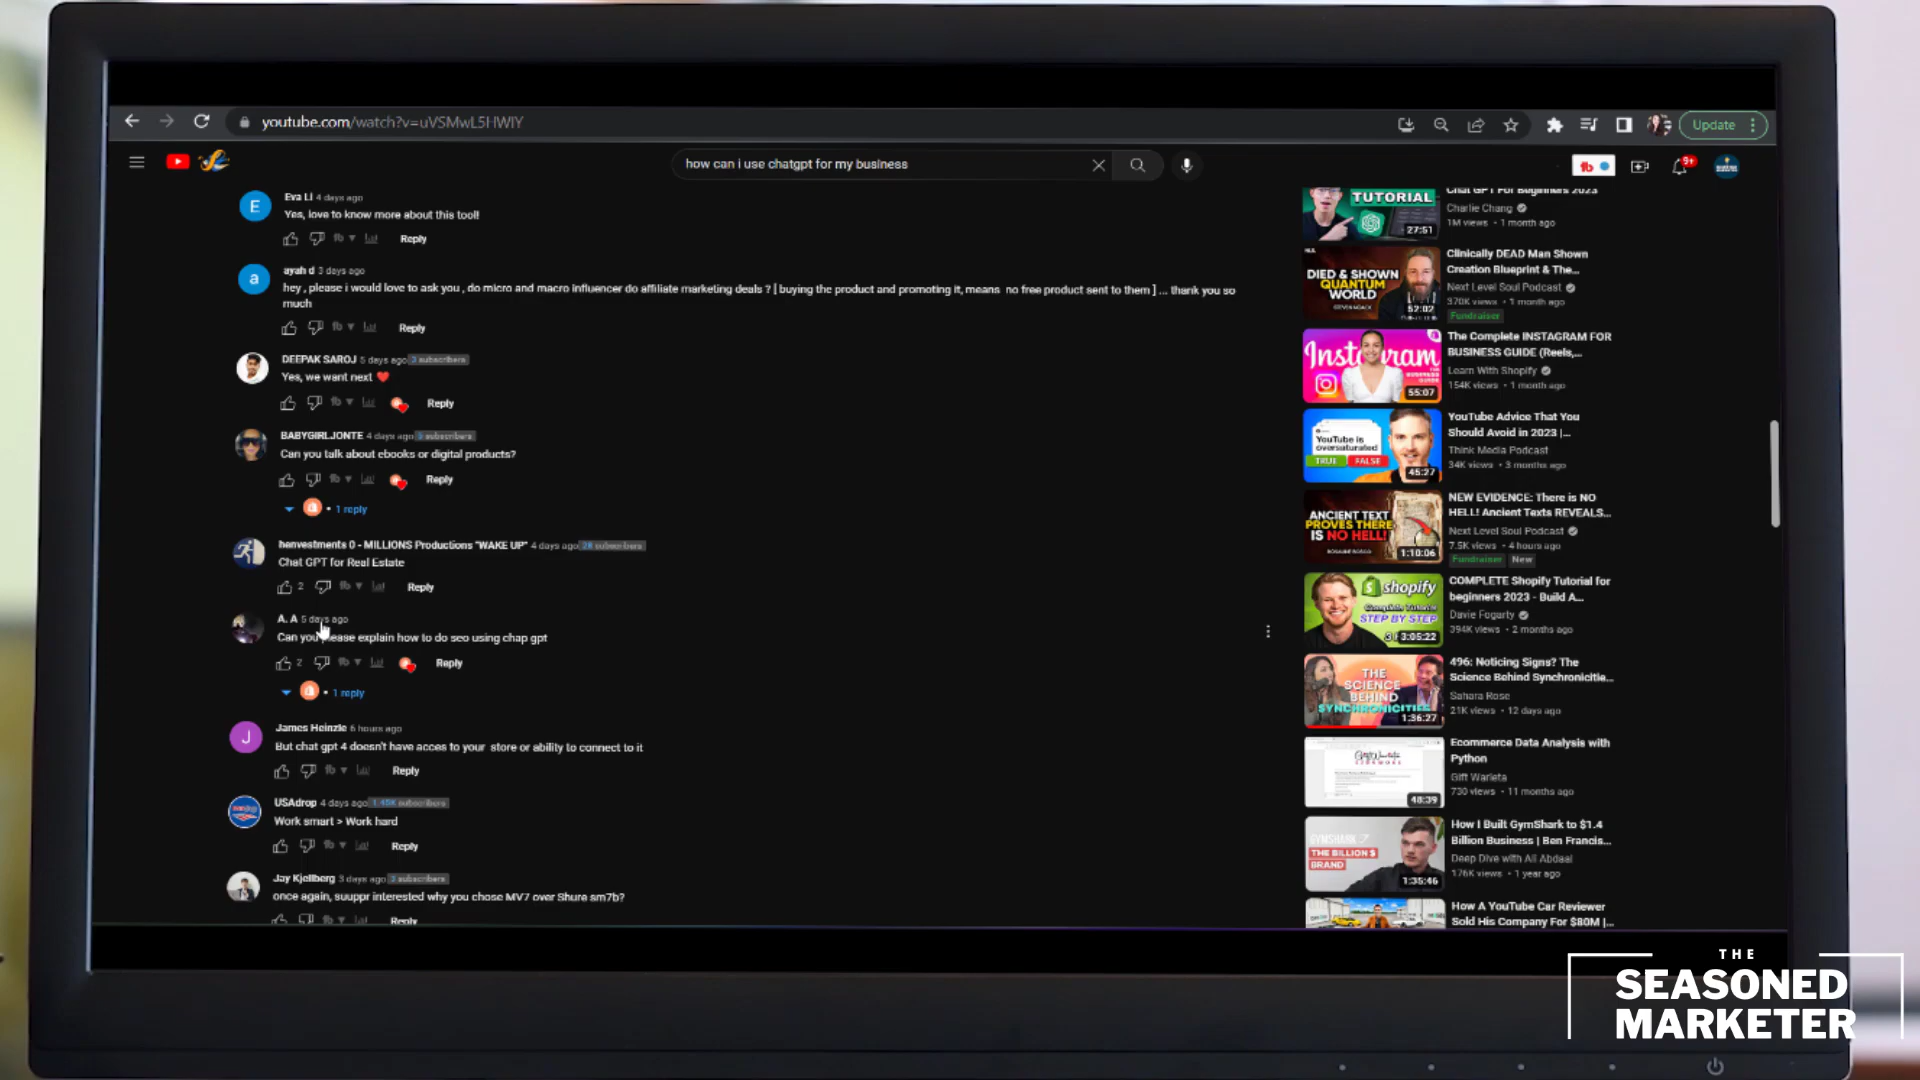 youtube.com/watch?v=uVSMwL5HWIY
Update
how can i use chatgpt for my business
9+
Eva Li 4 days ago
Yes, love to know more about this tool!
Reply
ayah d 3 days ago
hey , please i would love to ask you , do micro and macro influencer do affiliate marketing deals ? [ buying the product and promoting it, means no free product sent to them ] ... thank you so
much
Reply
DEEPAK SAROJ 5 days ago 3 subscribers
Yes, we want next ❤️
Reply
BABYGIRLJONTE 4 days ago subscribers
Can you talk about ebooks or digital products?
Reply
1 reply
henvestments 0 - MILLIONS Productions "WAKE UP" 4 days ago 28 subscribers
Chat GPT for Real Estate
2 Reply
A. A 5 days ago
Can you please explain how to do seo using chap gpt
2 Reply
1 reply
James Heinzle 6 hours ago
But chat gpt 4 doesn't have acces to your store or ability to connect to it
Reply
USAdrop 4 days ago 1.45K subscribers
Work smart > Work hard
Reply
Jay Kjellberg 3 days ago 3 subscribers
once again, suuppr interested why you chose MV7 over Shure sm7b?
Reply
TUTORIAL
27:51
Chat GPT For Beginners 2023
Charlie Chang
1M views • 1 month ago
DIED & SHOWN
QUANTUM
WORLD
52:02
Clinically DEAD Man Shown
Creation Blueprint & The...
Next Level Soul Podcast
370K views • 1 month ago
Fundraiser
Instagram
55:07
The Complete INSTAGRAM FOR
BUSINESS GUIDE (Reels,...
Learn With Shopify
154K views • 1 month ago
YouTube is
oversaturated
TRUE FALSE
45:27
YouTube Advice That You
Should Avoid in 2023 |...
Think Media Podcast
34K views • 3 months ago
ANCIENT TEXT
PROVES THERE
IS NO HELL!
1:10:06
NEW EVIDENCE: There is NO
HELL! Ancient Texts REVEALS...
Next Level Soul Podcast
7.5K views • 4 hours ago
Fundraiser New
shopify
Complete Tutorial
STEP BY STEP
3:05:22
COMPLETE Shopify Tutorial for
beginners 2023 - Build A...
Davie Fogarty
394K views • 2 months ago
THE
SCIENCE
BEHIND
SYNCHRONICITIES
1:36:27
496: Noticing Signs? The
Science Behind Synchronicitie...
Sahara Rose
21K views • 12 days ago
48:39
Ecommerce Data Analysis with
Python
Gift Warieta
730 views • 11 months ago
GYMSHARK
THE BILLION $
BRAND
1:35:46
How I Built GymShark to $1.4
Billion Business | Ben Francis...
Deep Dive with Ali Abdaal
176K views • 1 year ago
How A YouTube Car Reviewer
Sold His Company For $80M |...
THE
SEASONED
MARKETER